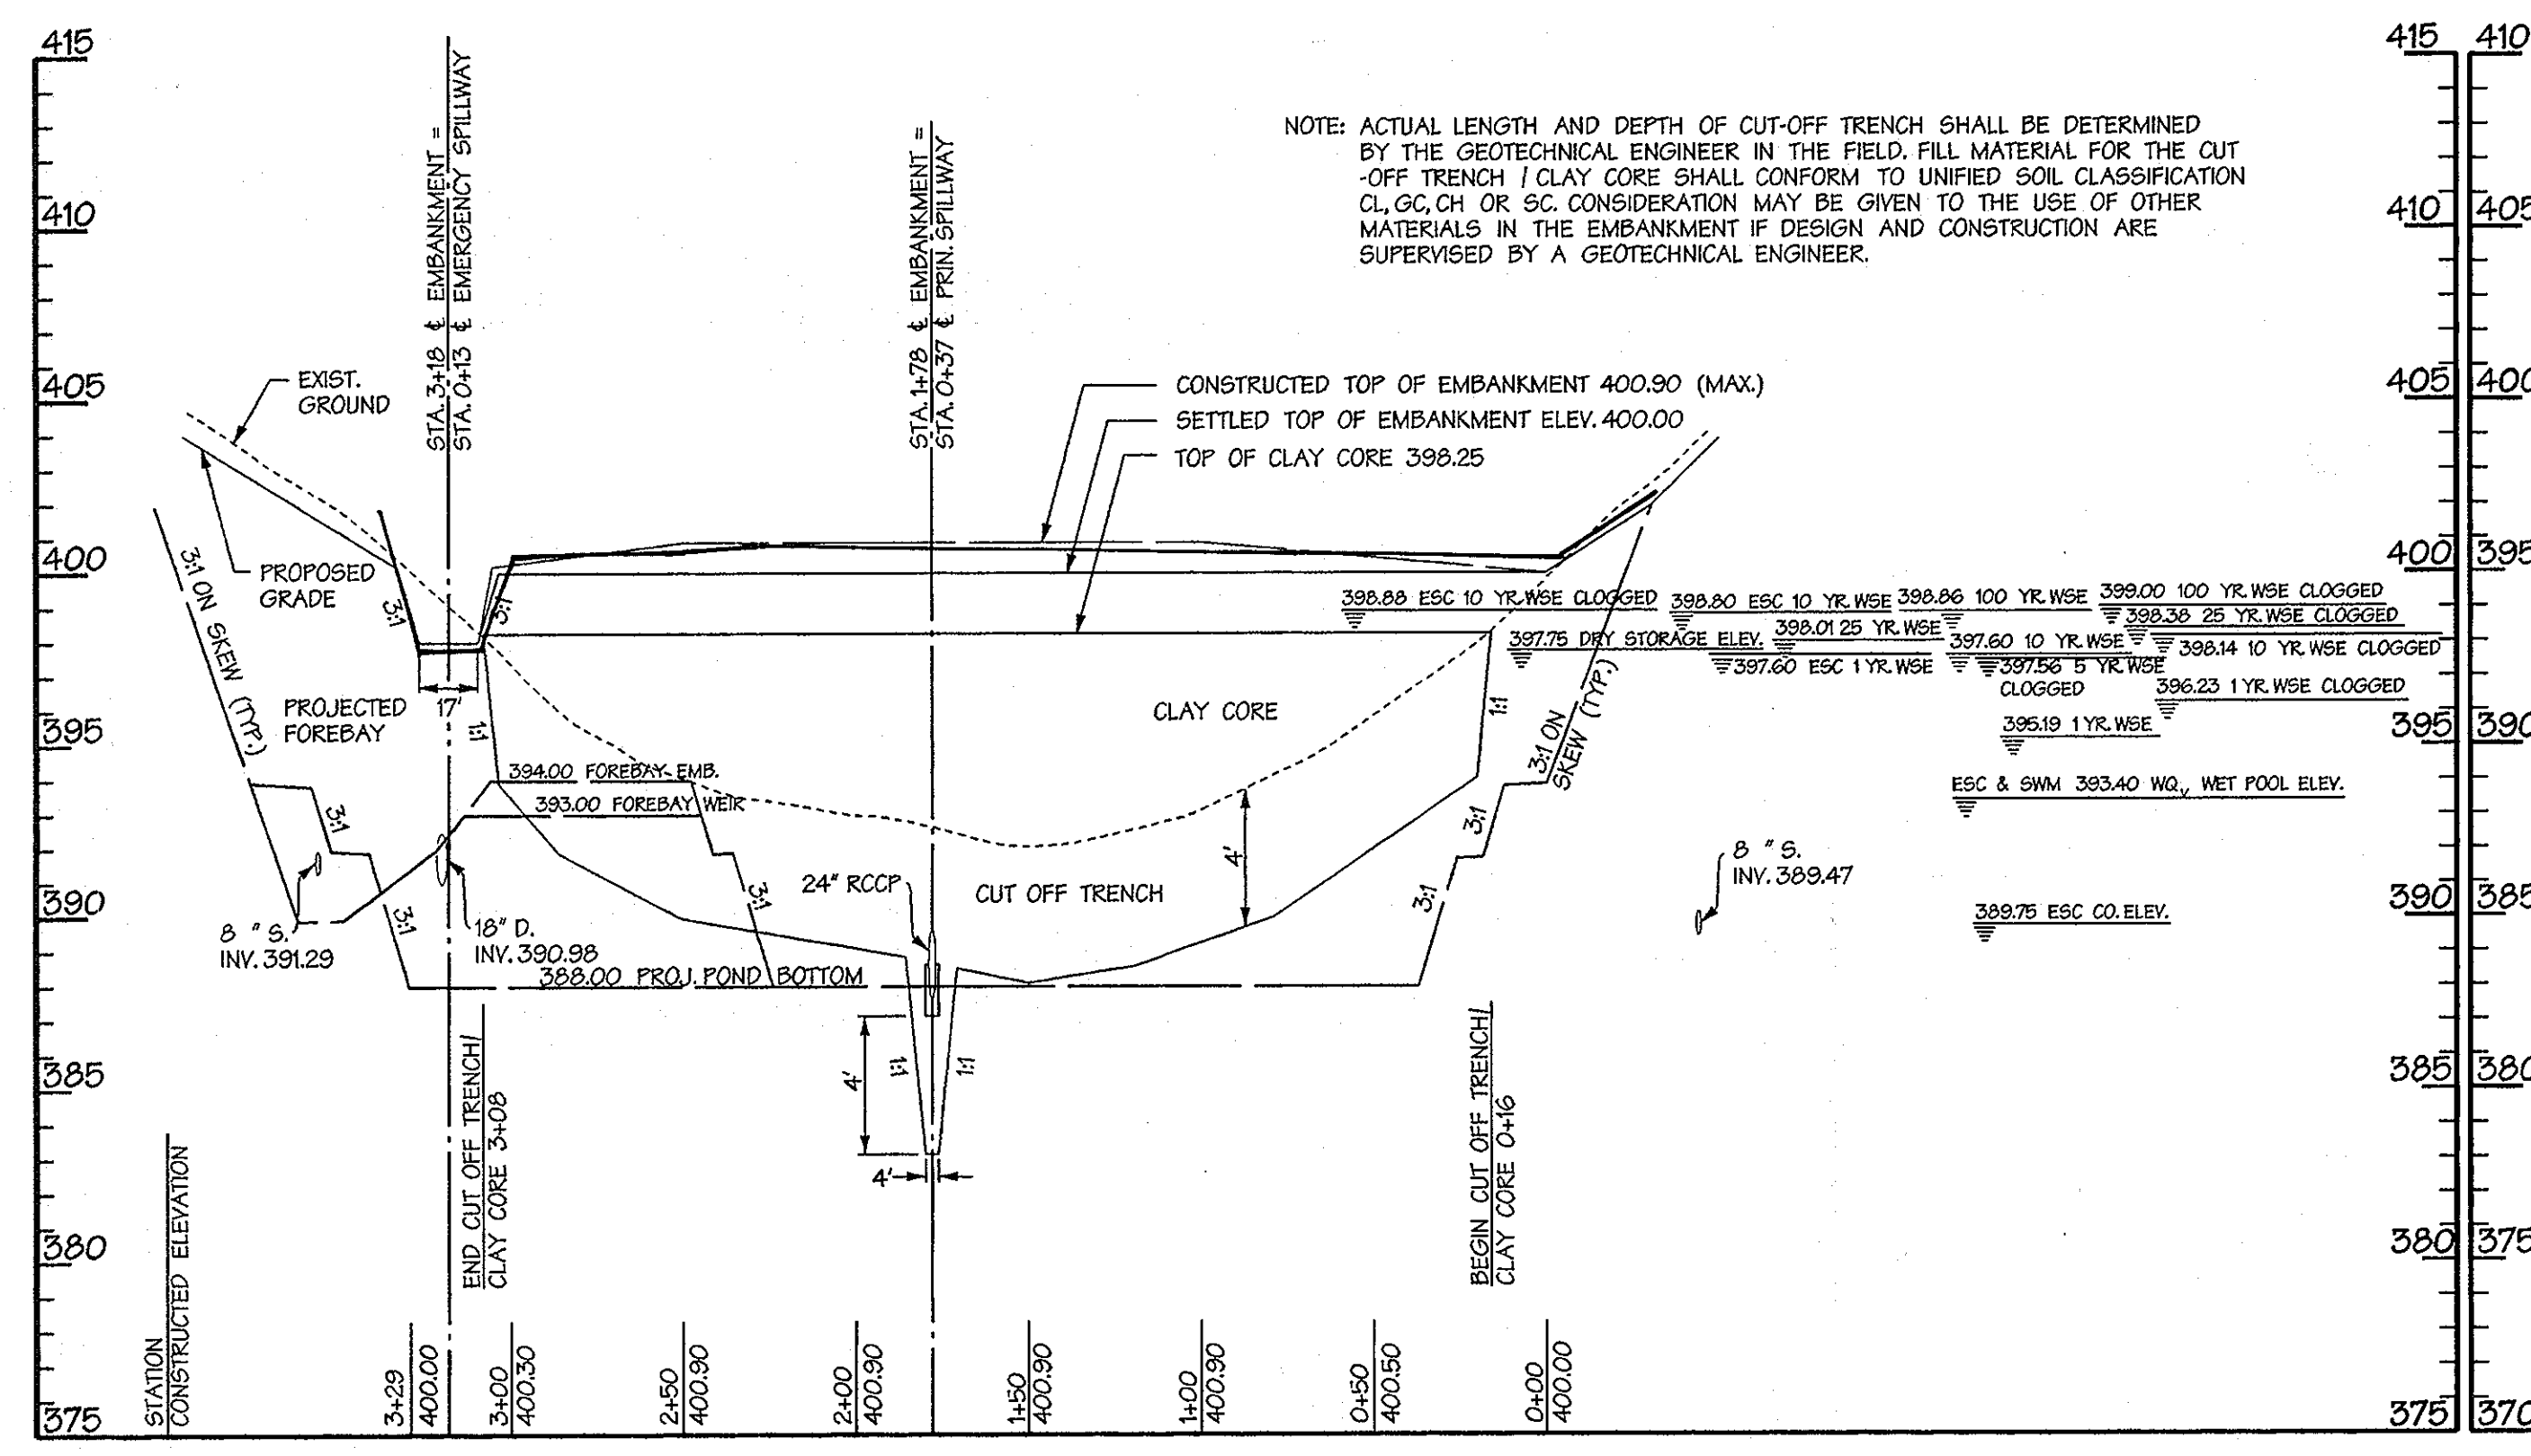 415
410
405
400
395
390
385
380
375
415
410
405
400
395
390
385
380
375
410
395
STA. 3+18 ℄ EMBANKMENT =
STA. 0+13 ℄ EMERGENCY SPILLWAY
STA. 1+78 ℄ EMBANKMENT =
STA. 0+37 ℄ PRIN. SPILLWAY
NOTE: ACTUAL LENGTH AND DEPTH OF CUT-OFF TRENCH SHALL BE DETERMINED
BY THE GEOTECHNICAL ENGINEER IN THE FIELD. FILL MATERIAL FOR THE CUT
-OFF TRENCH / CLAY CORE SHALL CONFORM TO UNIFIED SOIL CLASSIFICATION
CL, GC, CH OR SC. CONSIDERATION MAY BE GIVEN TO THE USE OF OTHER
MATERIALS IN THE EMBANKMENT IF DESIGN AND CONSTRUCTION ARE
SUPERVISED BY A GEOTECHNICAL ENGINEER.
EXIST.
GROUND
CONSTRUCTED TOP OF EMBANKMENT 400.90 (MAX.)
SETTLED TOP OF EMBANKMENT ELEV. 400.00
TOP OF CLAY CORE 398.25
PROPOSED
GRADE
3:1 ON SKEW (TYP.)
3:1
3:1
17'
PROJECTED
FOREBAY
1:1
398.88 ESC 10 YR. WSE CLOGGED
398.80 ESC 10 YR. WSE
398.86 100 YR. WSE
399.00 100 YR. WSE CLOGGED
398.38 25 YR. WSE CLOGGED
397.75 DRY STORAGE ELEV.
398.01 25 YR. WSE
397.60 10 YR. WSE
398.14 10 YR. WSE CLOGGED
397.60 ESC 1 YR. WSE
397.56 5 YR. WSE
CLOGGED
396.23 1 YR. WSE CLOGGED
395.19 1 YR. WSE
ESC & SWM 393.40 WQv WET POOL ELEV.
389.75 ESC CO. ELEV.
CLAY CORE
1:1
3:1 ON
SKEW (TYP.)
394.00 FOREBAY EMB.
393.00 FOREBAY WEIR
3:1
3:1
3:1
3:1
3:1
4'
24" RCCP
CUT OFF TRENCH
8 " S.
INV. 391.29
18" D.
INV. 390.98
8 " S.
INV. 389.47
388.00 PROJ. POND BOTTOM
4'
1:1
1:1
4'
END CUT OFF TRENCH/
CLAY CORE 3+08
BEGIN CUT OFF TRENCH/
CLAY CORE 0+16
STATION
CONSTRUCTED ELEVATION
3+29
400.00
3+00
400.30
2+50
400.90
2+00
400.90
1+50
400.90
1+00
400.90
0+50
400.50
0+00
400.00